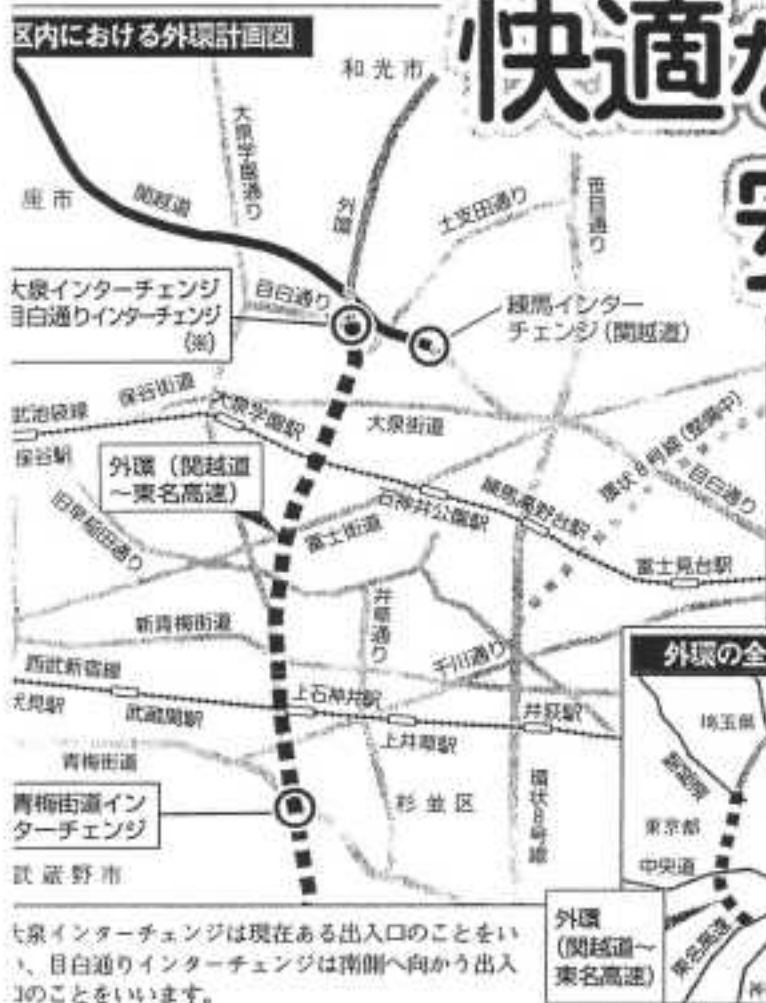 区内における外環計画図
快適
和光市
大泉学園通り
座市
関越道
外環
土支田通り
笹目通り
大泉インターチェンジ
目白通りインターチェンジ
(※)
目白通り
練馬インター
チェンジ(関越道)
保谷街道
武池袋線
大泉学園駅
大泉街道
保谷駅
外環(関越道
~東名高速)
環状8号線(整備中)
目白通り
石神井公園駅
練馬高野台駅
旧早稲田通り
富士街道
富士見台駅
井草通り
新青梅街道
千川通り
西武新宿線
伏見駅
武蔵関駅
上石神井駅
上井草駅
井荻駅
青梅街道
青梅街道イン
ターチェンジ
杉並区
環状8号線
武蔵野市
外環の全
埼玉県
関越道
東京都
中央道
東名高速
神
外環
(関越道~
東名高速)
大泉インターチェンジは現在ある出入口のことをい
い、目白通りインターチェンジは南側へ向かう出入
口のことをいいます。